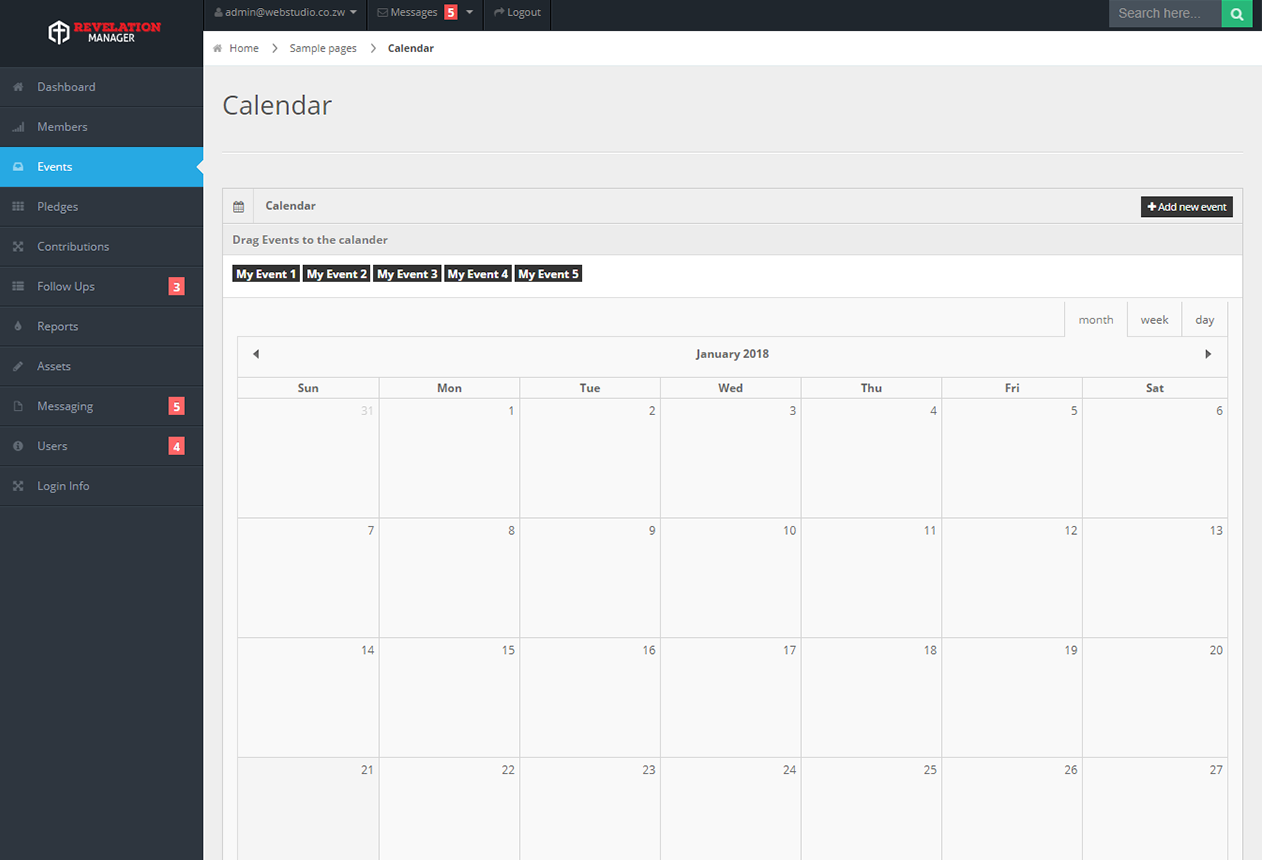 REVELATION
MANAGER
admin@webstudio.co.zw Messages 5 Logout
Search here...
Home Sample pages Calendar
Dashboard
Members
Events
Pledges
Contributions
Follow Ups 3
Reports
Assets
Messaging 5
Users 4
Login Info
Calendar
Calendar
+Add new event
Drag Events to the calander
My Event 1 My Event 2 My Event 3 My Event 4 My Event 5
month week day
January 2018
Sun Mon Tue Wed Thu Fri Sat
31 1 2 3 4 5 6
7 8 9 10 11 12 13
14 15 16 17 18 19 20
21 22 23 24 25 26 27